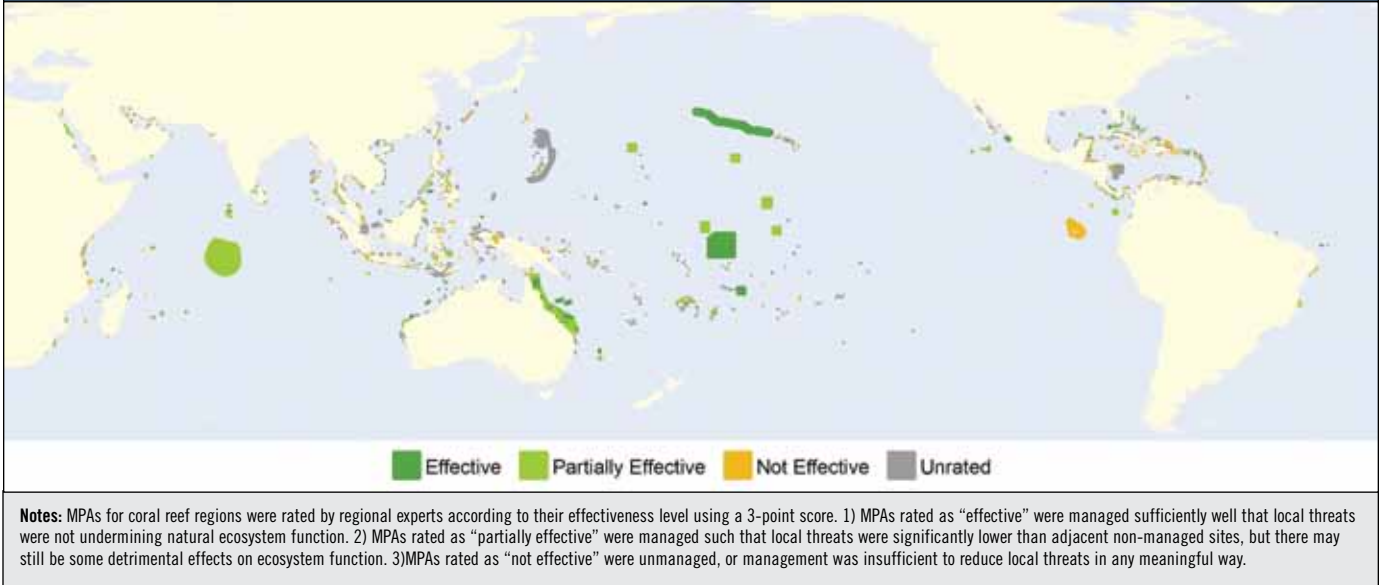 Effective Partially Effective Not Effective Unrated
Notes: MPAs for coral reef regions were rated by regional experts according to their effectiveness level using a 3-point score. 1) MPAs rated as “effective” were managed sufficiently well that local threats
were not undermining natural ecosystem function. 2) MPAs rated as “partially effective” were managed such that local threats were significantly lower than adjacent non-managed sites, but there may
still be some detrimental effects on ecosystem function. 3)MPAs rated as “not effective” were unmanaged, or management was insufficient to reduce local threats in any meaningful way.